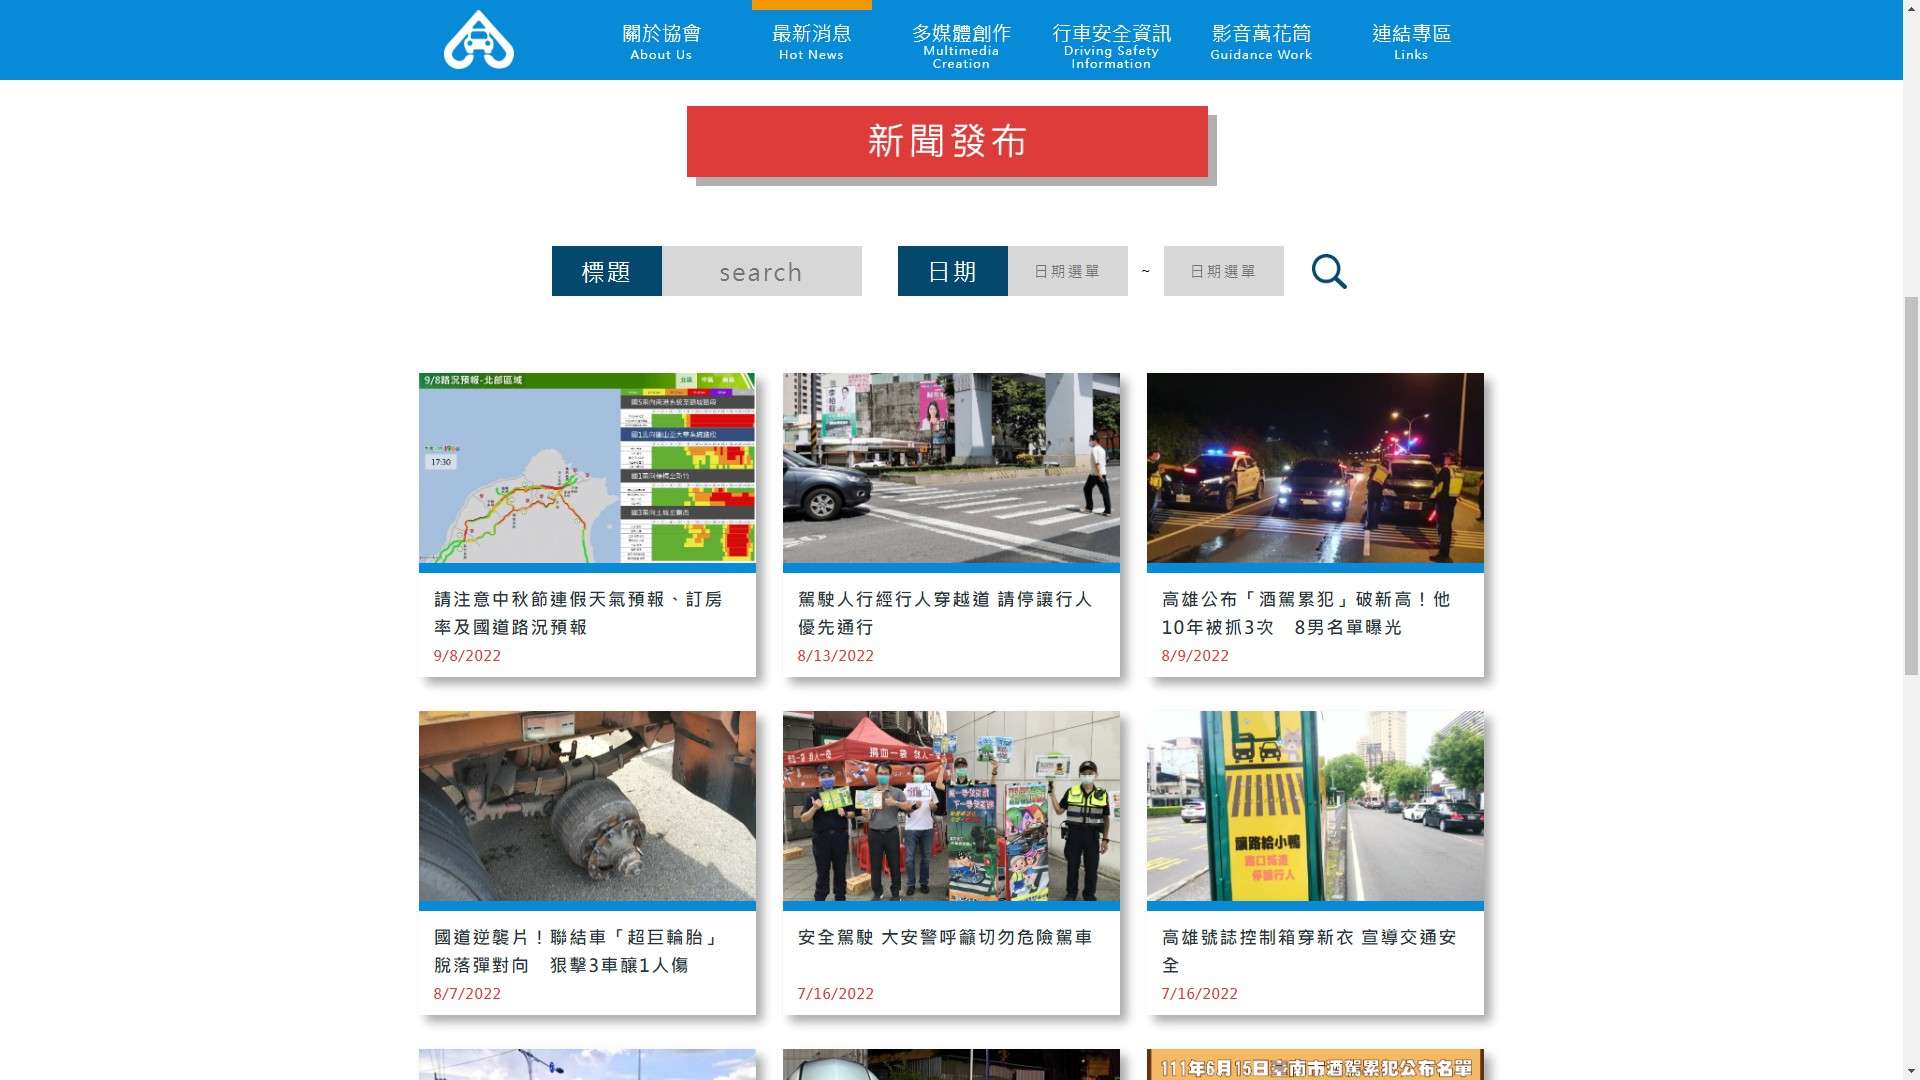 關於協會
About Us
最新消息
Hot News
多媒體創作
Multimedia
Creation
行車安全資訊
Driving Safety
Information
影音萬花筒
Guidance Work
連結專區
Links
新聞發布
標題
search
日期
日期選單
~
日期選單
9/8路況預報-北部區域
17:30
請注意中秋節連假天氣預報、訂房
率及國道路況預報
9/8/2022
駕駛人行經行人穿越道 請停讓行人
優先通行
8/13/2022
高雄公布「酒駕累犯」破新高！他
10年被抓3次　8男名單曝光
8/9/2022
讓路給小鴨
路口慢速
停讓行人
國道逆襲片！聯結車「超巨輪胎」
脫落彈對向　狠擊3車釀1人傷
8/7/2022
安全駕駛 大安警呼籲切勿危險駕車
7/16/2022
高雄號誌控制箱穿新衣 宣導交通安
全
7/16/2022
111年6月15日臺南市酒駕累犯公布名單